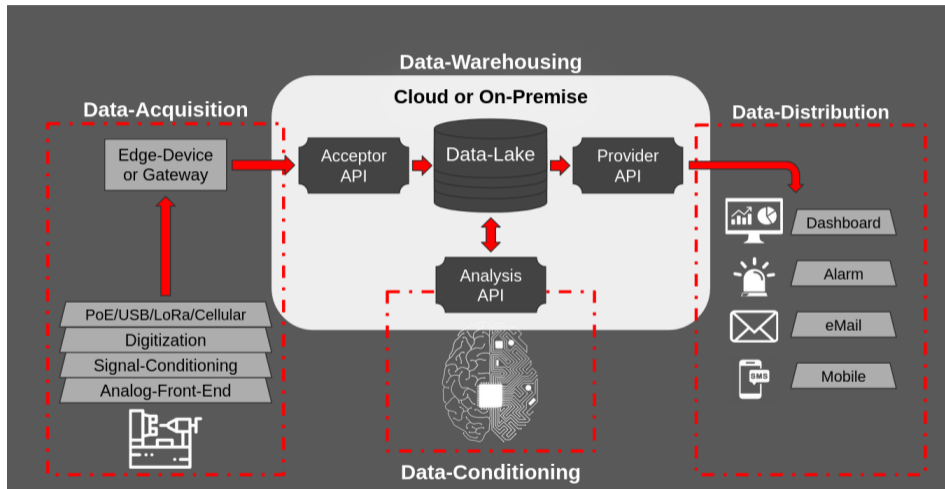 Data-Warehousing
Cloud or On-Premise
Data-Acquisition
Data-Distribution
Edge-Device
or Gateway
Acceptor
API
Data-Lake
Provider
API
Analysis
API
PoE/USB/LoRa/Cellular
Digitization
Signal-Conditioning
Analog-Front-End
Dashboard
Alarm
eMail
SMS
Mobile
Data-Conditioning